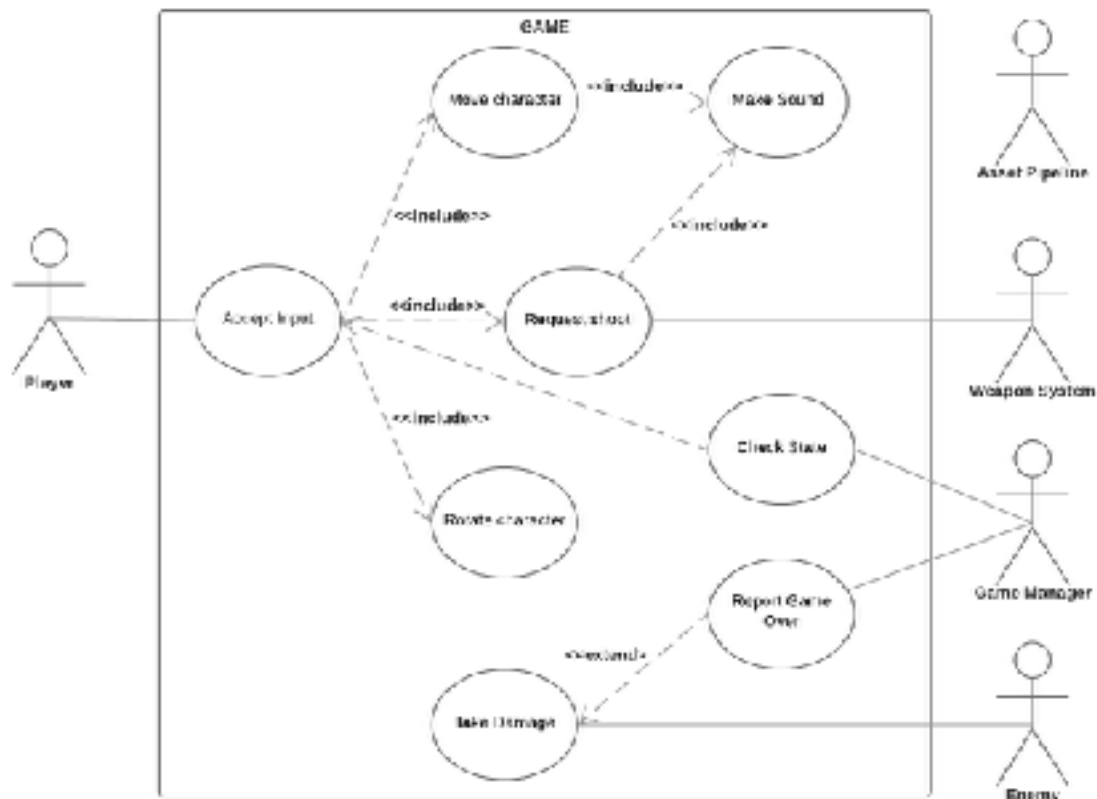 GAME
Move character
<<include>>
Make Sound
Asset Pipeline
<<include>>
<<include>>
Accept Input
<<include>>
Request shoot
Player
Weapon System
<<include>>
Check State
Rotate character
Game Manager
Report Game
Over
<<extend>
Take Damage
Enemy